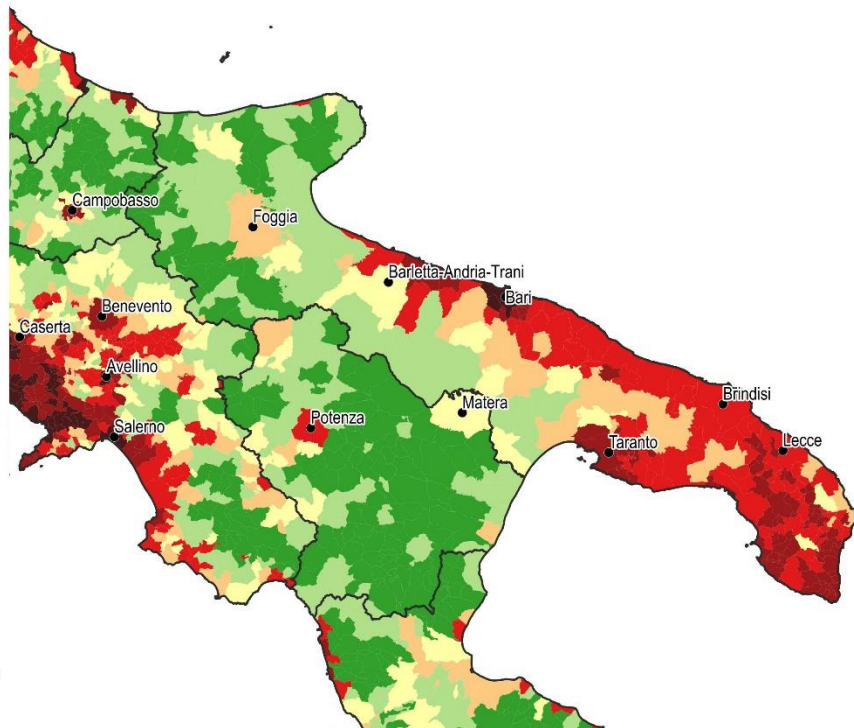 Campobasso
Foggia
Barletta-Andria-Trani
Bari
Benevento
Caserta
Avellino
Salerno
Potenza
Matera
Brindisi
Taranto
Lecce